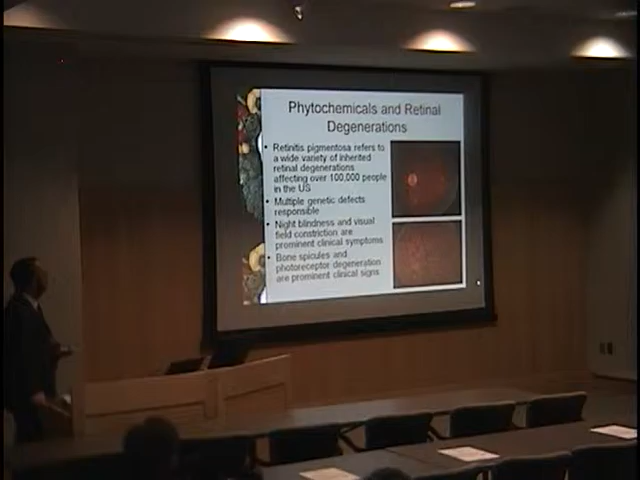 Phytochemicals and Retinal
Degenerations
• Retinitis pigmentosa refers to
a wide variety of inherited
retinal degenerations
affecting over 100,000 people
in the US
• Multiple genetic defects
responsible
• Night blindness and visual
field constriction are
prominent clinical symptoms
• Bone spicules and
photoreceptor degeneration
are prominent clinical signs